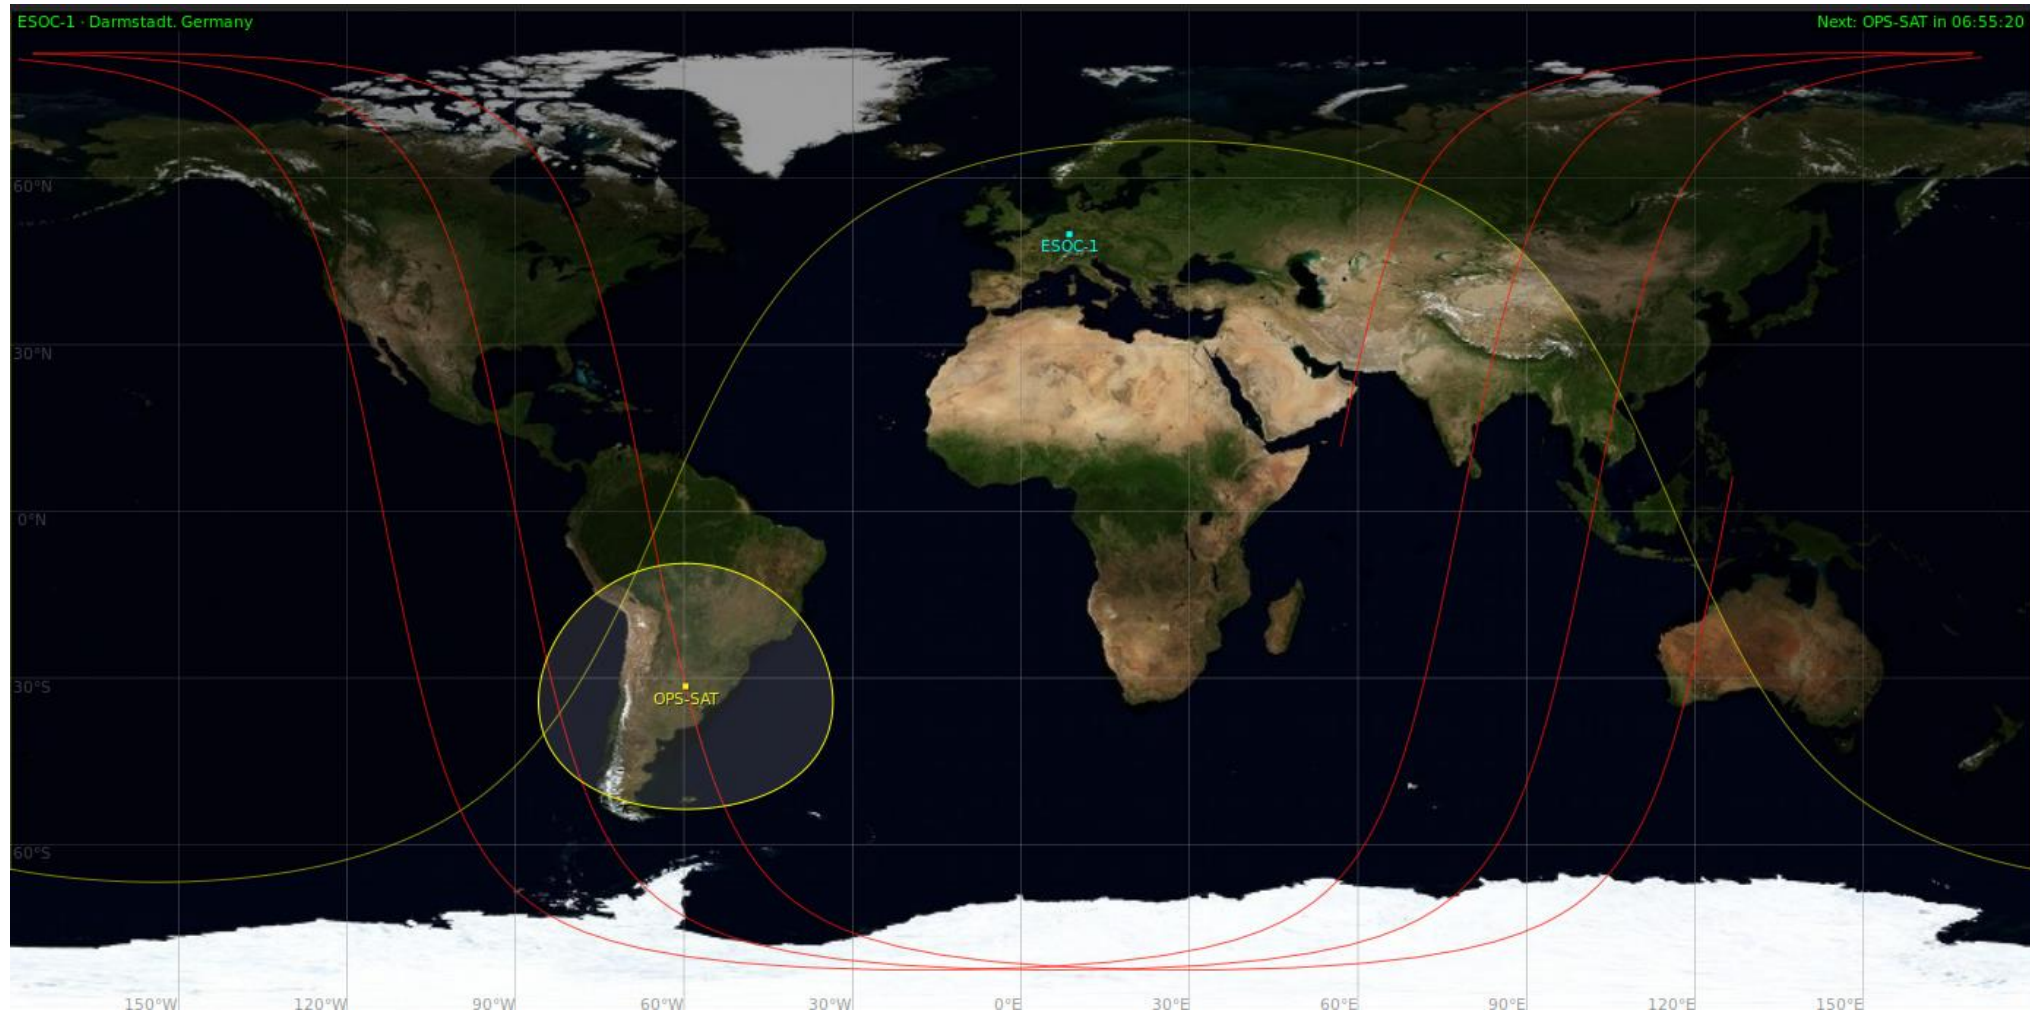 ESOC-1 · Darmstadt. Germany
Next: OPS-SAT in 06:55:20
60°N
ESOC-1
30°N
0°N
30°S
OPS-SAT
60°S
150°W
120°W
90°W
60°W
30°W
0°E
30°E
60°E
90°E
120°E
150°E